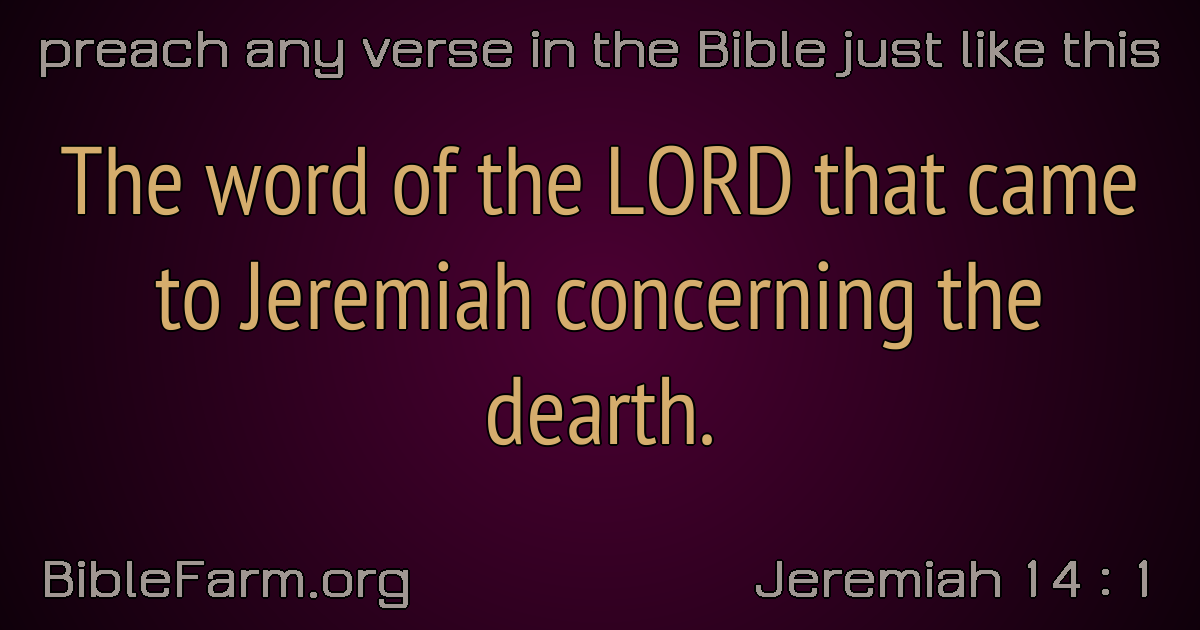 preach any verse in the Bible just like this
The word of the LORD that came
to Jeremiah concerning the
dearth.
BibleFarm.org
Jeremiah 14 : 1